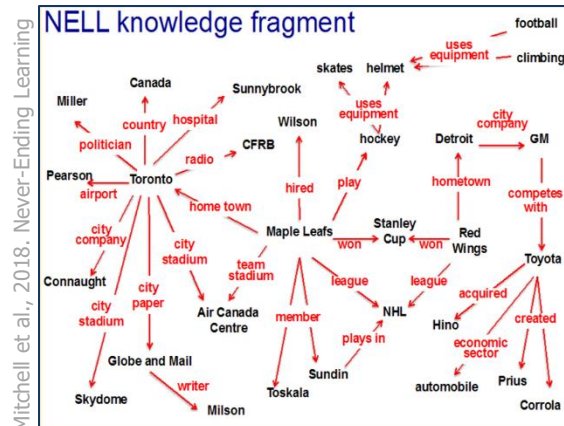 NELL knowledge fragment
Mitchell et al., 2018. Never-Ending Learning
football
uses
equipment
climbing
skates
helmet
Canada
Sunnybrook
Miller
country
hospital
politician
Wilson
uses
equipment
hockey
city
company
Detroit
GM
CFRB
radio
Pearson
Toronto
airport
hired
play
hometown
competes
with
home town
city
company
city
stadium
Maple Leafs
Stanley
Cup
won
won
Red
Wings
Toyota
Connaught
city
stadium
city
paper
team
stadium
Air Canada
Centre
league
league
NHL
acquired
Hino
created
economic
sector
member
plays in
Globe and Mail
Sundin
Toskala
writer
Milson
Skydome
automobile
Prius
Corrola